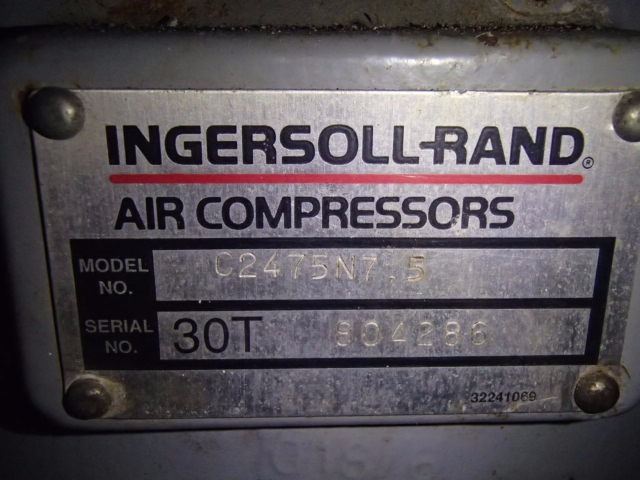 INGERSOLL-RAND®
AIR COMPRESSORS
MODEL NO. C2475N7.5
SERIAL NO. 30T 804286
32241069